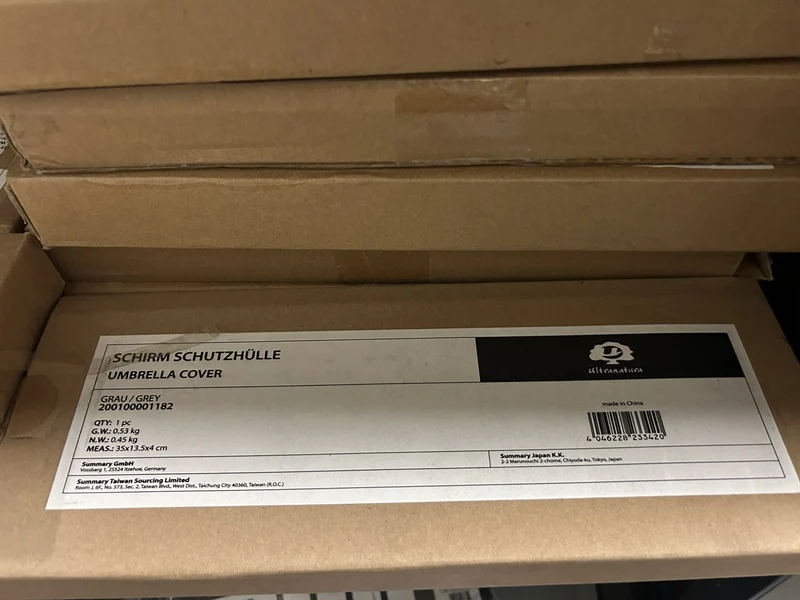 SCHIRM SCHUTZHÜLLE
UMBRELLA COVER
Ultranatura
GRAU / GREY
200100001182
QTY: 1 pc
G.W.: 0.53 kg
N.W.: 0.45 kg
MEAS.: 35x13.5x4 cm
made in China
4 046228 233420
Summary GmbH
Vossbarg 1, 25524 Itzehoe, Germany
Summary Japan K.K.
2-2 Marunouchi 2-chome, Chiyoda-ku, Tokyo, Japan
Summary Taiwan Sourcing Limited
Room J, 6F., No. 573, Sec. 2, Taiwan Blvd., West Dist., Taichung City 40360, Taiwan (R.O.C.)